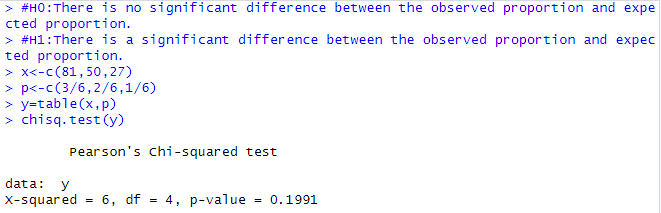 > #H0:There is no significant difference between the observed proportion and expe
cted proportion.
> #H1:There is a significant difference between the observed proportion and expec
ted proportion.
> x<-c(81,50,27)
> p<-c(3/6,2/6,1/6)
> y=table(x,p)
> chisq.test(y)
Pearson's Chi-squared test
data:  y
X-squared = 6, df = 4, p-value = 0.1991